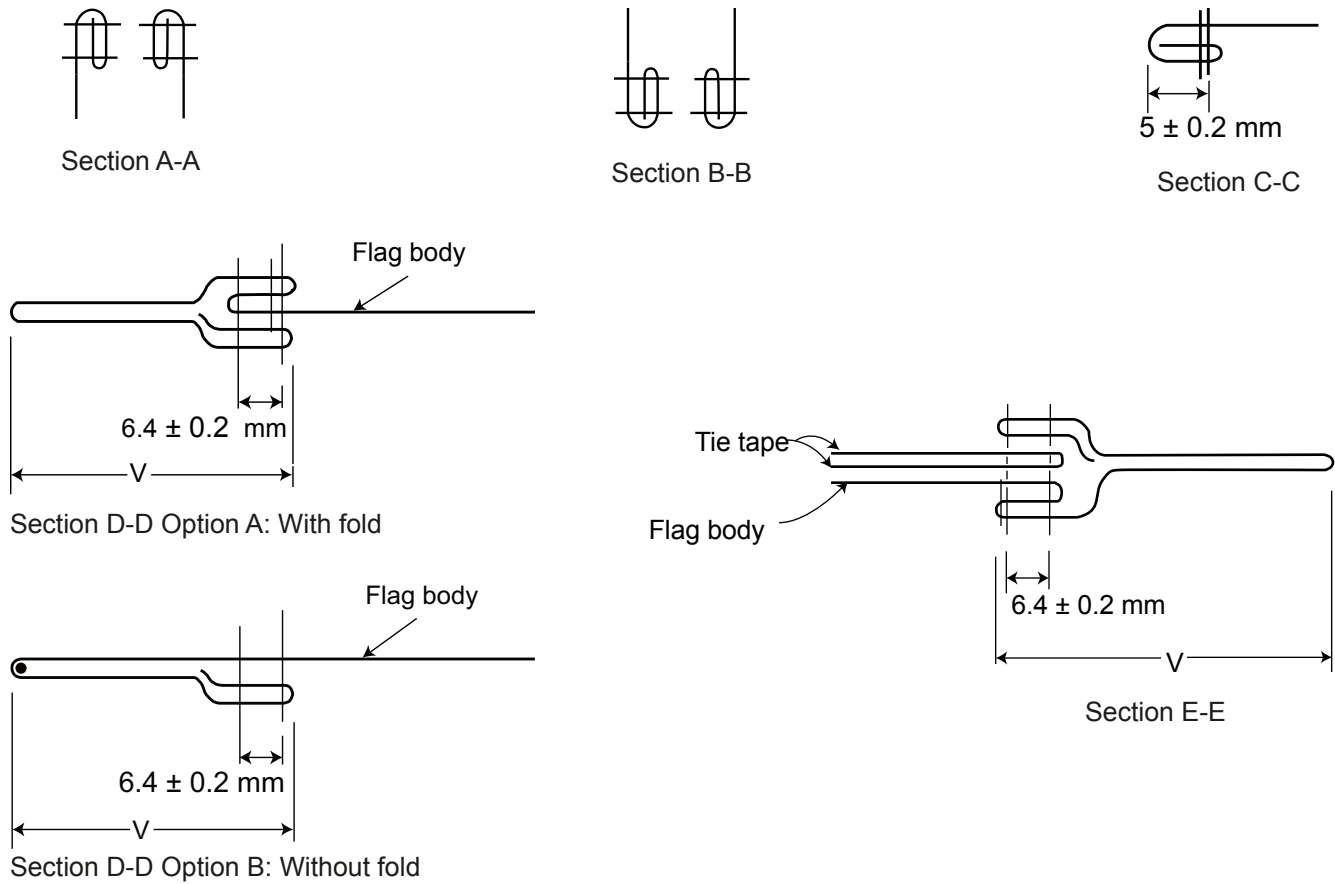 Section A-A
Section B-B
5 ± 0.2 mm
Section C-C
Flag body
6.4 ± 0.2 mm
V
Section D-D Option A: With fold
Tie tape
Flag body
6.4 ± 0.2 mm
V
Section E-E
Flag body
6.4 ± 0.2 mm
V
Section D-D Option B: Without fold